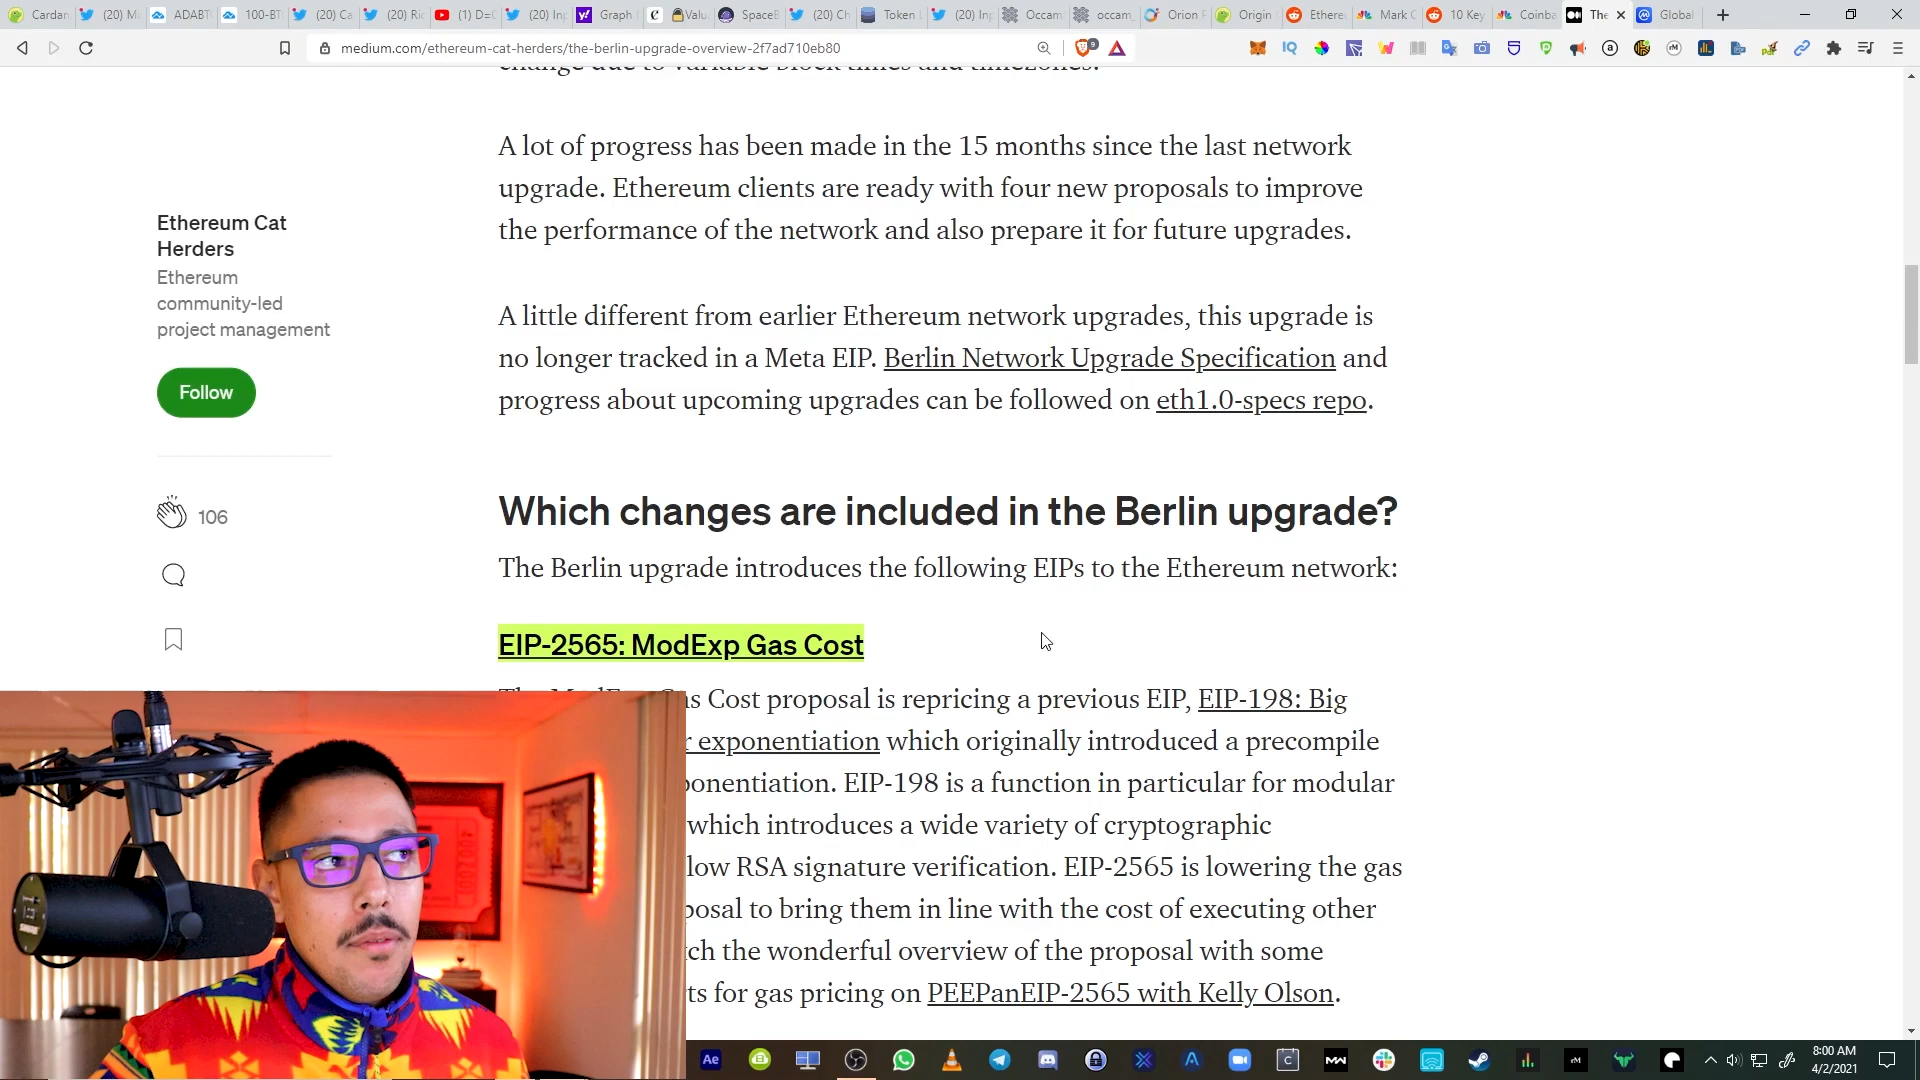 Cardan
(20) M
ADABT
100-BT
(20) Ca
(20) Ri
(1) D=
(20) In
Graph
Valu
SpaceB
(20) Ch
Token
(20) In
Occam
occam
Orion
Origin
Ethere
Mark C
10 Key
Coinba
The
Global
medium.com/ethereum-cat-herders/the-berlin-upgrade-overview-2f7ad710eb80
change due to variable block times and timezones.
A lot of progress has been made in the 15 months since the last network
upgrade. Ethereum clients are ready with four new proposals to improve
the performance of the network and also prepare it for future upgrades.
Ethereum Cat
Herders
Ethereum
community-led
project management
Follow
106
A little different from earlier Ethereum network upgrades, this upgrade is
no longer tracked in a Meta EIP. Berlin Network Upgrade Specification and
progress about upcoming upgrades can be followed on eth1.0-specs repo.
Which changes are included in the Berlin upgrade?
The Berlin upgrade introduces the following EIPs to the Ethereum network:
EIP-2565: ModExp Gas Cost
The ModExp Gas Cost proposal is repricing a previous EIP, EIP-198: Big
r exponentiation which originally introduced a precompile
ponentiation. EIP-198 is a function in particular for modular
which introduces a wide variety of cryptographic
low RSA signature verification. EIP-2565 is lowering the gas
posal to bring them in line with the cost of executing other
ch the wonderful overview of the proposal with some
ts for gas pricing on PEEPanEIP-2565 with Kelly Olson.
8:00 AM
4/2/2021